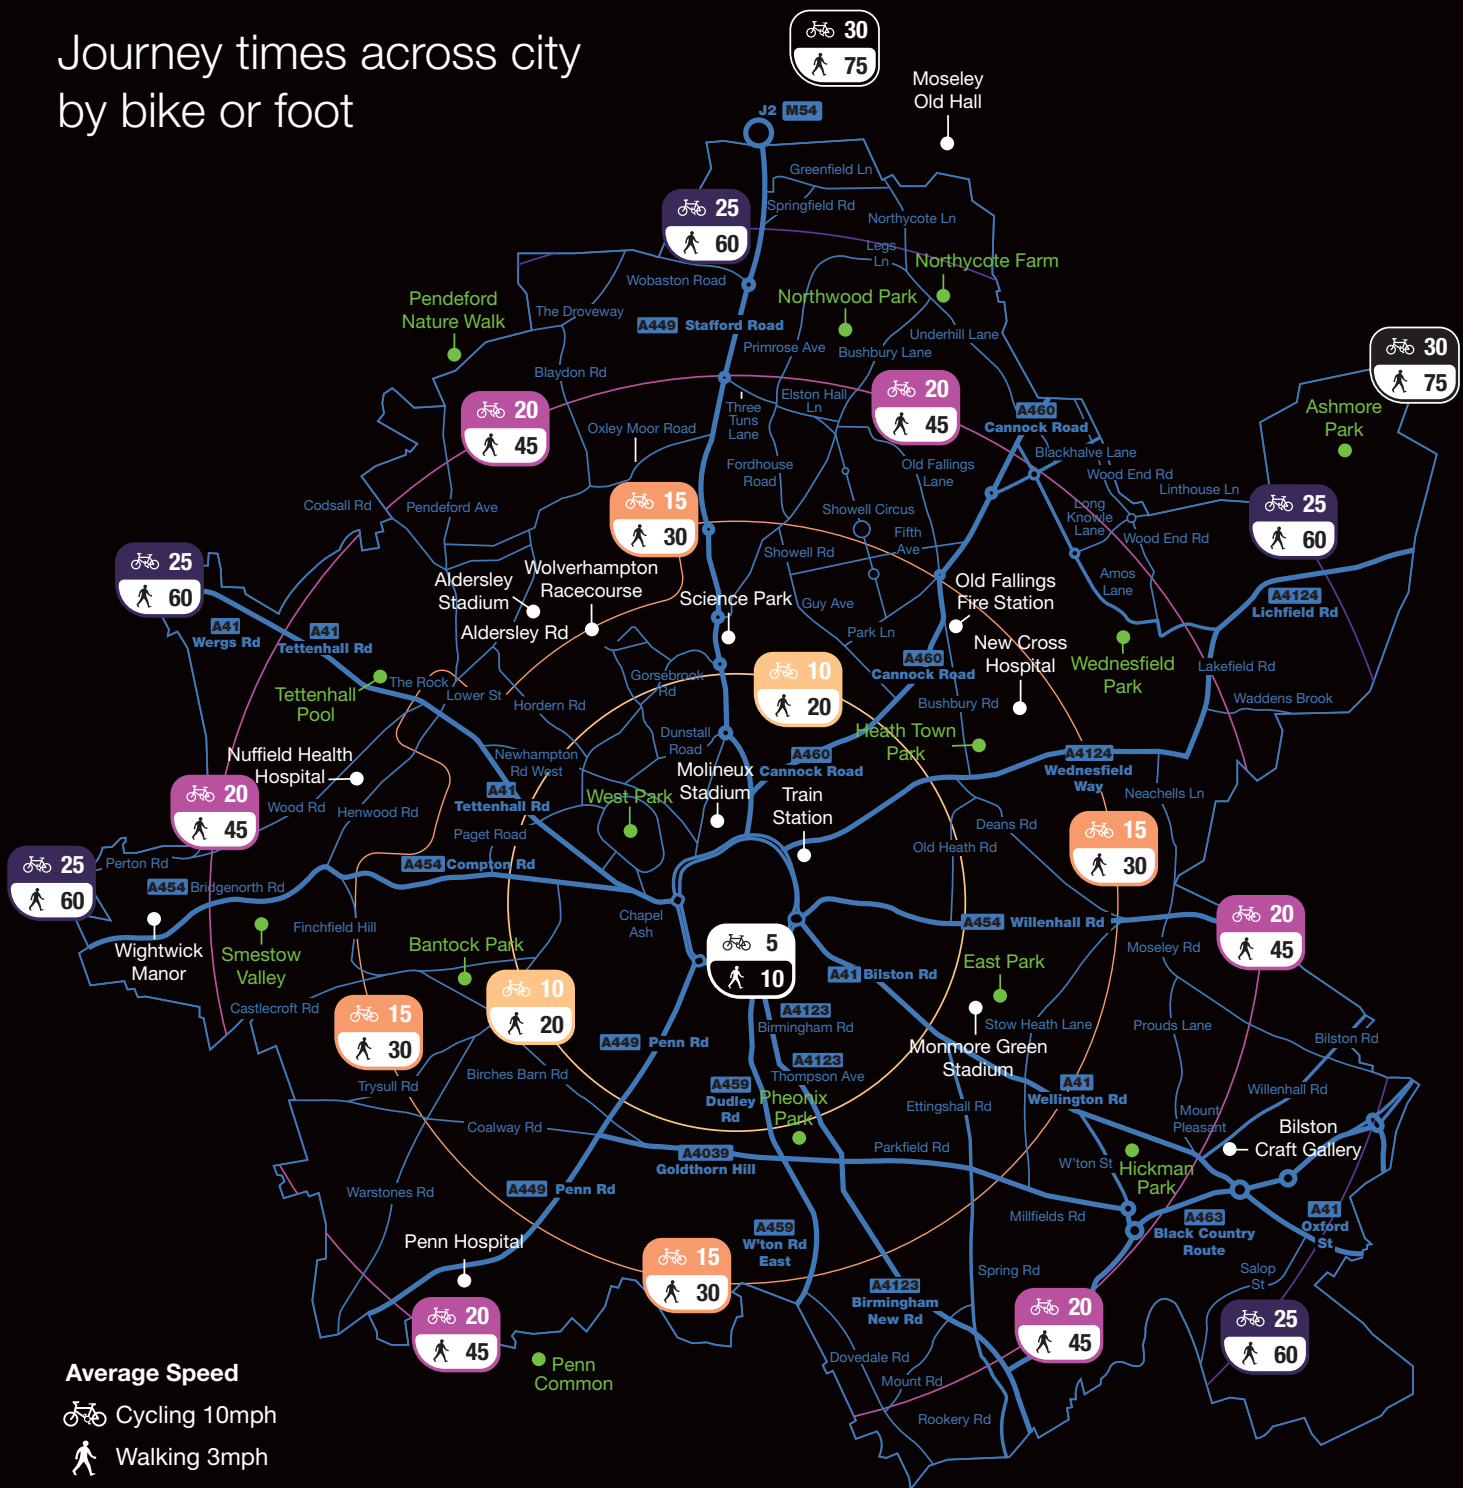 Journey times across city
by bike or foot
30
75
Moseley
Old Hall
J2 M54
Greenfield Ln
25
60
Springfield Rd
Northycote Ln
Legs
Ln
Northycote Farm
Wobaston Road
Northwood Park
Pendeford
Nature Walk
The Droveway
A449 Stafford Road
Underhill Lane
Primrose Ave
Bushbury Lane
30
75
Blaydon Rd
20
45
20
45
Elston Hall
Ln
Three
Tuns
Lane
A460
Cannock Road
Ashmore
Park
Oxley Moor Road
Blackhalve Lane
Fordhouse
Road
Old Fallings
Lane
Wood End Rd
Linthouse Ln
Codsall Rd
Pendeford Ave
15
30
Showell Circus
Long
Knowle
Lane
25
60
Fifth
Ave
Wood End Rd
Showell Rd
25
60
Aldersley
Stadium
Wolverhampton
Racecourse
Science Park
Old Fallings
Fire Station
Amos
Lane
A4124
Lichfield Rd
Guy Ave
A41
Wergs Rd
A41
Tettenhall Rd
Aldersley Rd
Park Ln
New Cross
Hospital
Wednesfield
Park
A460
Cannock Road
Lakefield Rd
Tettenhall
Pool
The Rock
Lower St
Hordern Rd
Gorsebrook
Rd
10
20
Bushbury Rd
Waddens Brook
Heath Town
Park
Dunstall
Road
Nuffield Health
Hospital
Newhampton
Rd West
A460
Cannock Road
A4124
Wednesfield
Way
Molineux
Stadium
Train
Station
A41
Tettenhall Rd
West Park
Neachells Ln
20
45
Wood Rd
Henwood Rd
Paget Road
Deans Rd
15
30
Old Heath Rd
25
60
Perton Rd
A454 Compton Rd
A454 Bridgenorth Rd
Chapel
Ash
A454 Willenhall Rd
20
45
Finchfield Hill
Wightwick
Manor
Smestow
Valley
Bantock Park
5
10
A41 Bilston Rd
East Park
Moseley Rd
10
20
Castlecroft Rd
15
30
A4123
Birmingham Rd
Stow Heath Lane
Prouds Lane
A449 Penn Rd
Monmore Green
Stadium
Bilston Rd
A4123
Thompson Ave
Birches Barn Rd
Trysull Rd
A459
Dudley
Rd
Pheonix
Park
A41
Wellington Rd
Willenhall Rd
Ettingshall Rd
Mount
Pleasant
Coalway Rd
Bilston
Craft Gallery
A4039
Goldthorn Hill
Parkfield Rd
W'ton St
Hickman
Park
Warstones Rd
A449 Penn Rd
Millfields Rd
A463
Black Country
Route
A41
Oxford
St
Penn Hospital
A459
W'ton Rd
East
15
30
Spring Rd
Salop
St
A4123
Birmingham
New Rd
20
45
20
45
25
60
Penn
Common
Dovedale Rd
Mount Rd
Rookery Rd
Average Speed
Cycling 10mph
Walking 3mph